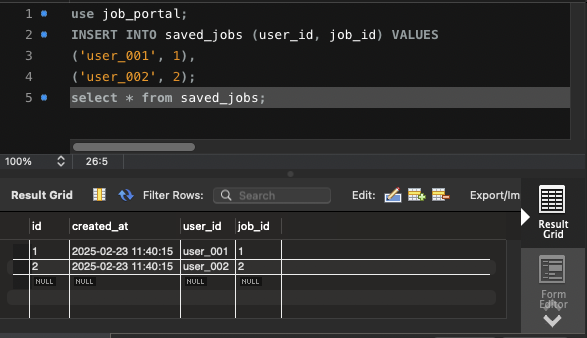 1 use job_portal;
2 INSERT INTO saved_jobs (user_id, job_id) VALUES
3 ('user_001', 1),
4 ('user_002', 2);
5 select * from saved_jobs;
100% 26:5
Result Grid Filter Rows: Search Edit: Export/Im
id created_at user_id job_id
1 2025-02-23 11:40:15 user_001 1
2 2025-02-23 11:40:15 user_002 2
NULL NULL NULL NULL
Result
Grid
Form
Editor